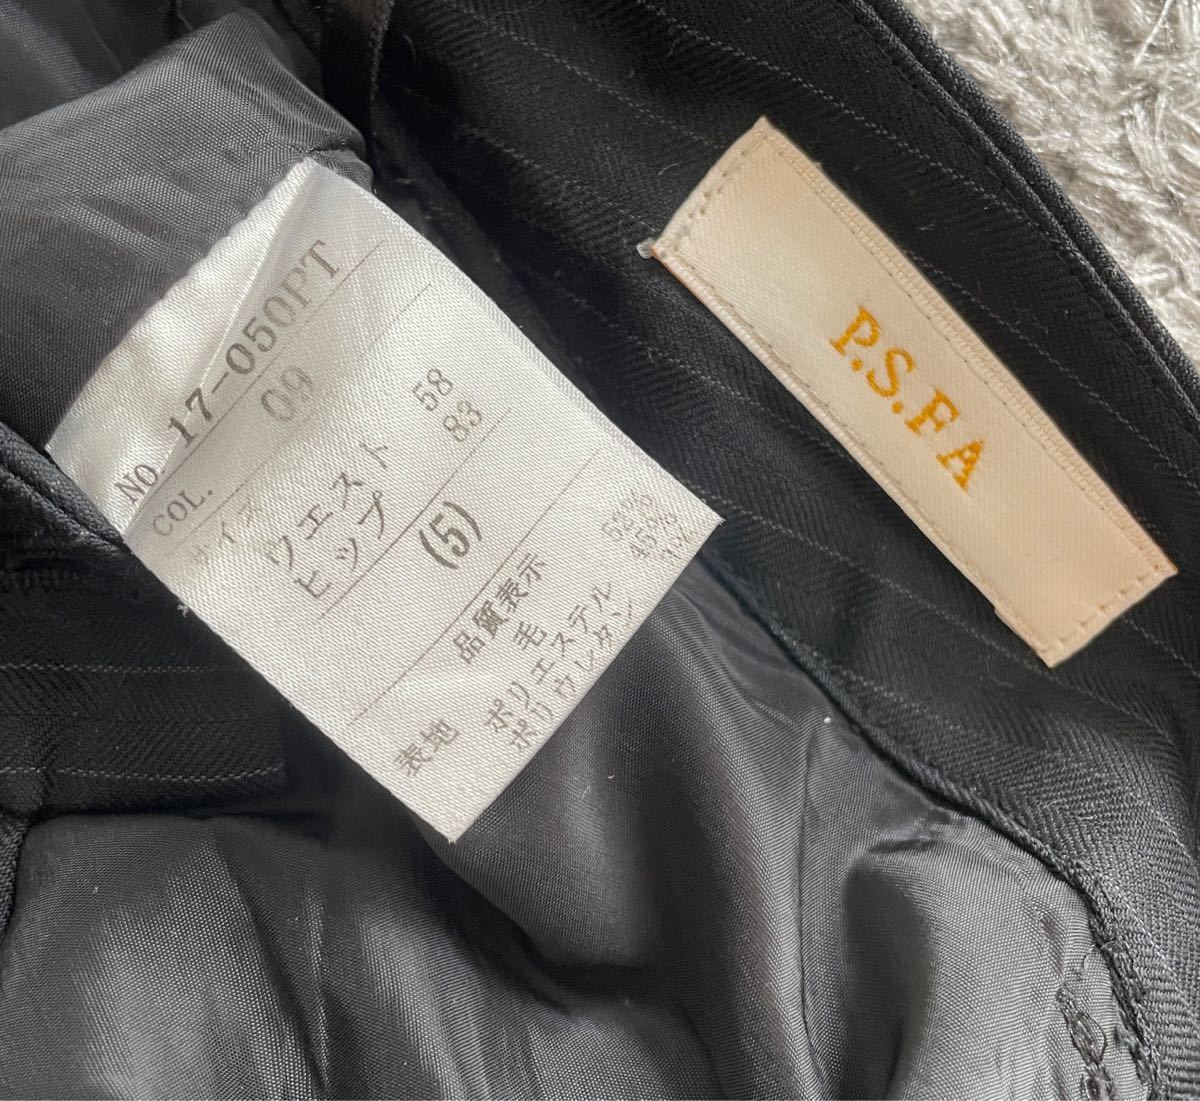 No. 17-050PT
COL. 09
サイズ
ウエスト 58
ヒップ 83
(5)
品質表示
表地 毛 52%
ポリエステル 45%
ポリウレタン
P.S.FA